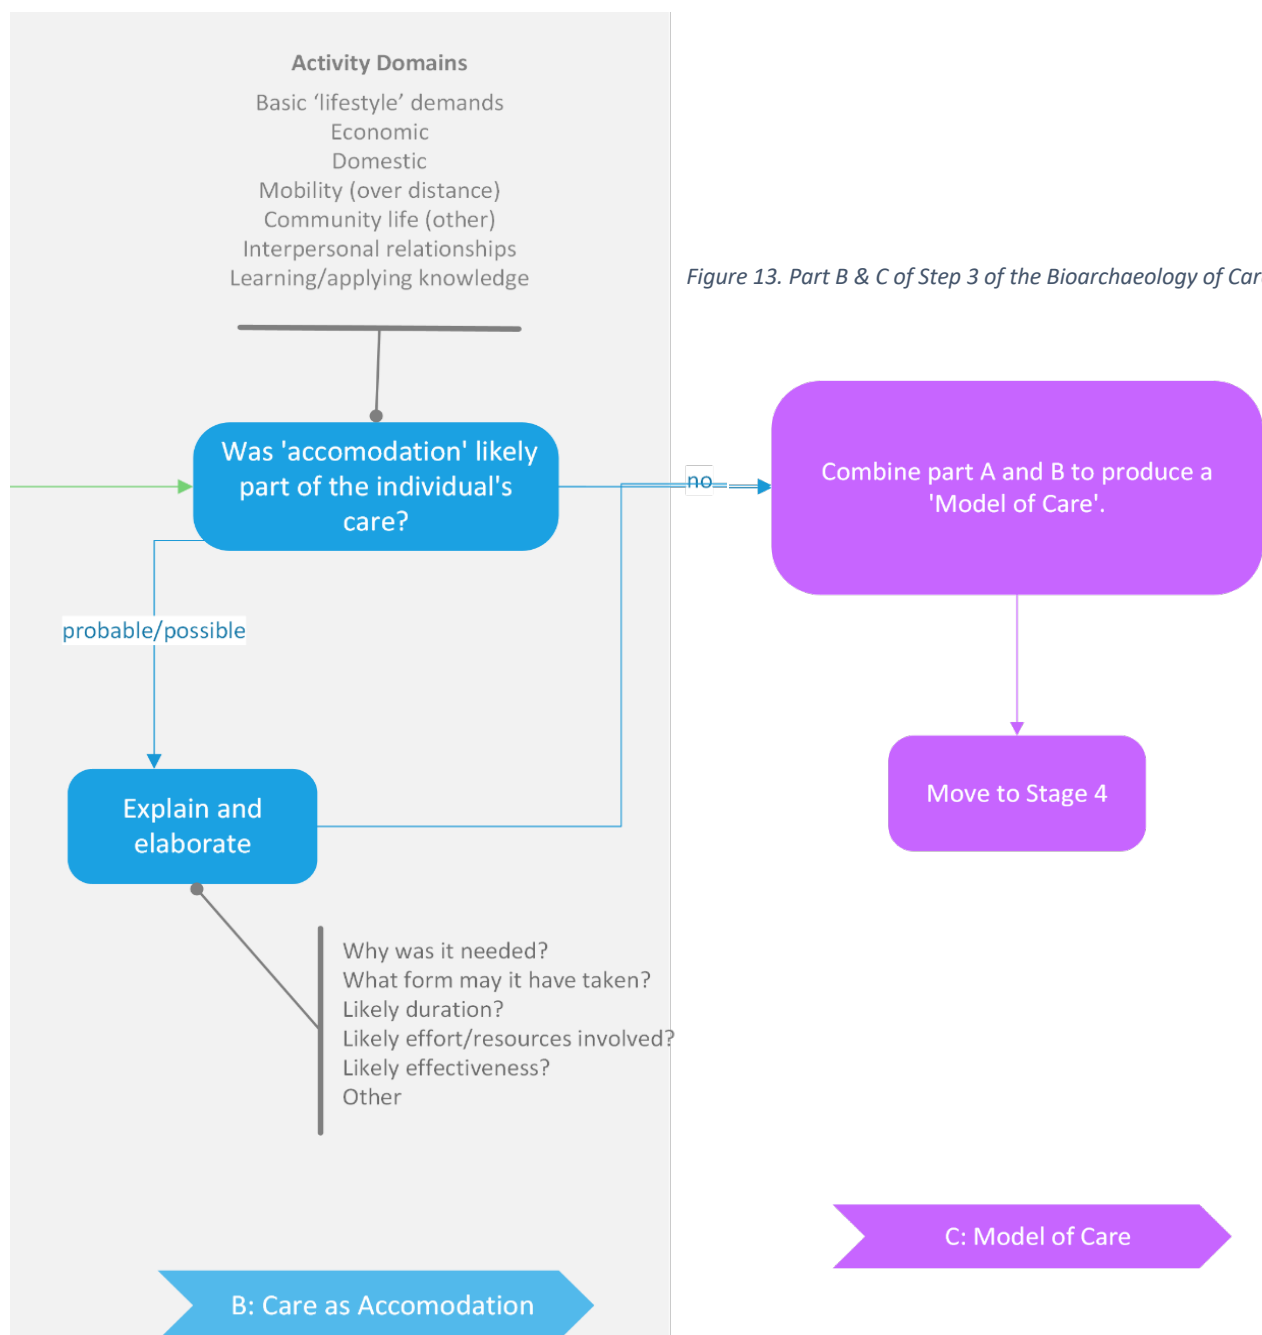 Activity Domains
Basic ‘lifestyle’ demands
Economic
Domestic
Mobility (over distance)
Community life (other)
Interpersonal relationships
Learning/applying knowledge
Figure 13. Part B & C of Step 3 of the Bioarchaeology of Car
Was 'accomodation' likely
part of the individual's
care?
no
Combine part A and B to produce a
'Model of Care'.
probable/possible
Explain and
elaborate
Move to Stage 4
Why was it needed?
What form may it have taken?
Likely duration?
Likely effort/resources involved?
Likely effectiveness?
Other
C: Model of Care
B: Care as Accomodation